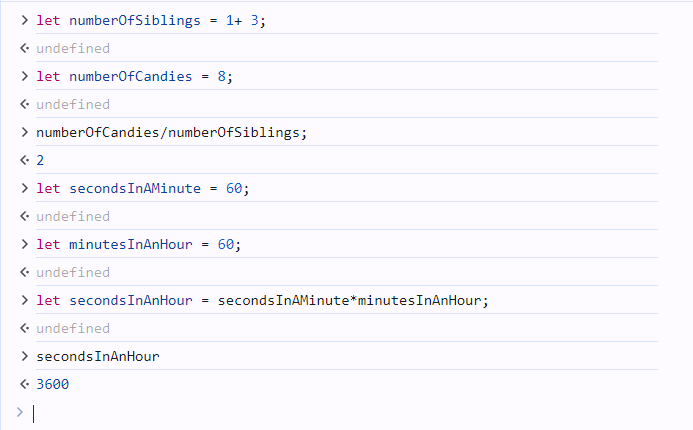 > let numberOfSiblings = 1+ 3;
< undefined
> let numberOfCandies = 8;
< undefined
> numberOfCandies/numberOfSiblings;
< 2
> let secondsInAMinute = 60;
< undefined
> let minutesInAnHour = 60;
< undefined
> let secondsInAnHour = secondsInAMinute*minutesInAnHour;
< undefined
> secondsInAnHour
< 3600
>